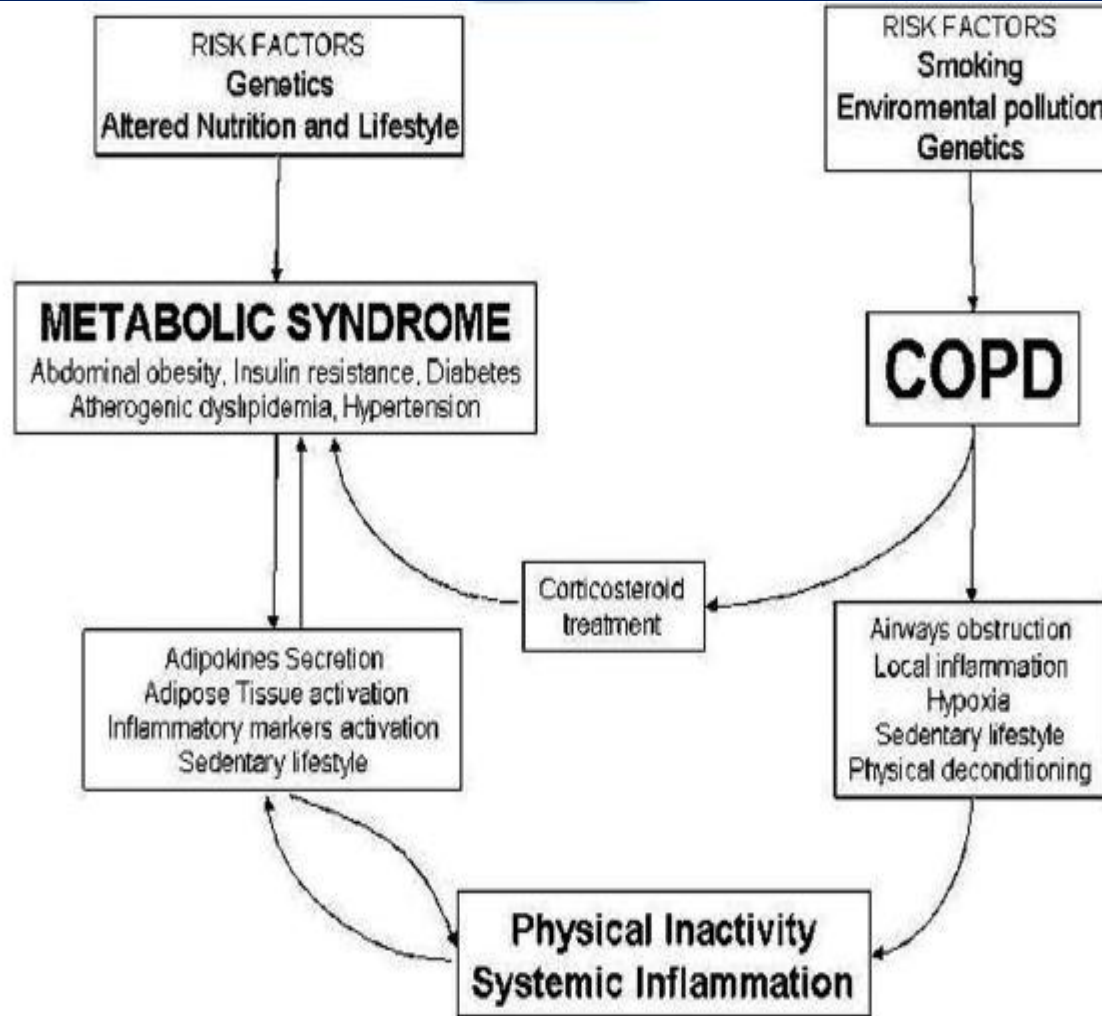 RISK FACTORS
Genetics
Altered Nutrition and Lifestyle
RISK FACTORS
Smoking
Enviromental pollution
Genetics
METABOLIC SYNDROME
Abdominal obesity, Insulin resistance, Diabetes
Atherogenic dyslipidemia, Hypertension
COPD
Corticosteroid
treatment
Adipokines Secretion
Adipose Tissue activation
Inflammatory markers activation
Sedentary lifestyle
Airways obstruction
Local inflammation
Hypoxia
Sedentary lifestyle
Physical deconditioning
Physical Inactivity
Systemic Inflammation